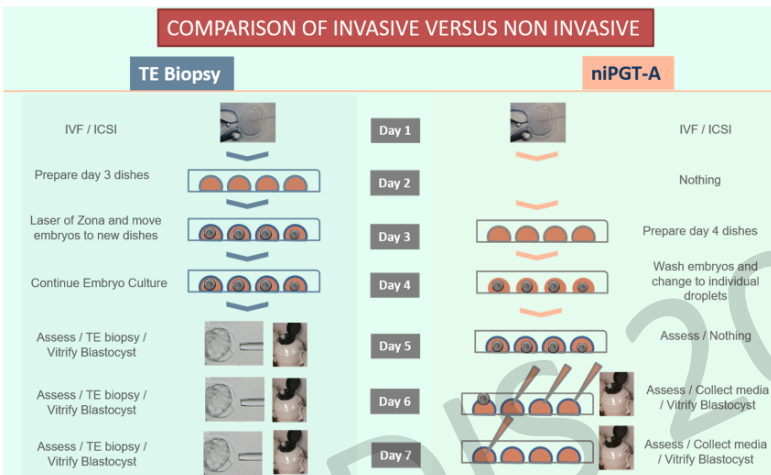 COMPARISON OF INVASIVE VERSUS NON INVASIVE
TE Biopsy
niPGT-A
IVF / ICSI
Day 1
IVF / ICSI
Prepare day 3 dishes
Day 2
Nothing
Laser of Zona and move
embryos to new dishes
Day 3
Prepare day 4 dishes
Continue Embryo Culture
Day 4
Wash embryos and
change to individual
droplets
Assess / TE biopsy /
Vitrify Blastocyst
Day 5
Assess / Nothing
Assess / TE biopsy /
Vitrify Blastocyst
Day 6
Assess / Collect media
/ Vitrify Blastocyst
Assess / TE biopsy /
Vitrify Blastocyst
Day 7
Assess / Collect media
/ Vitrify Blastocyst